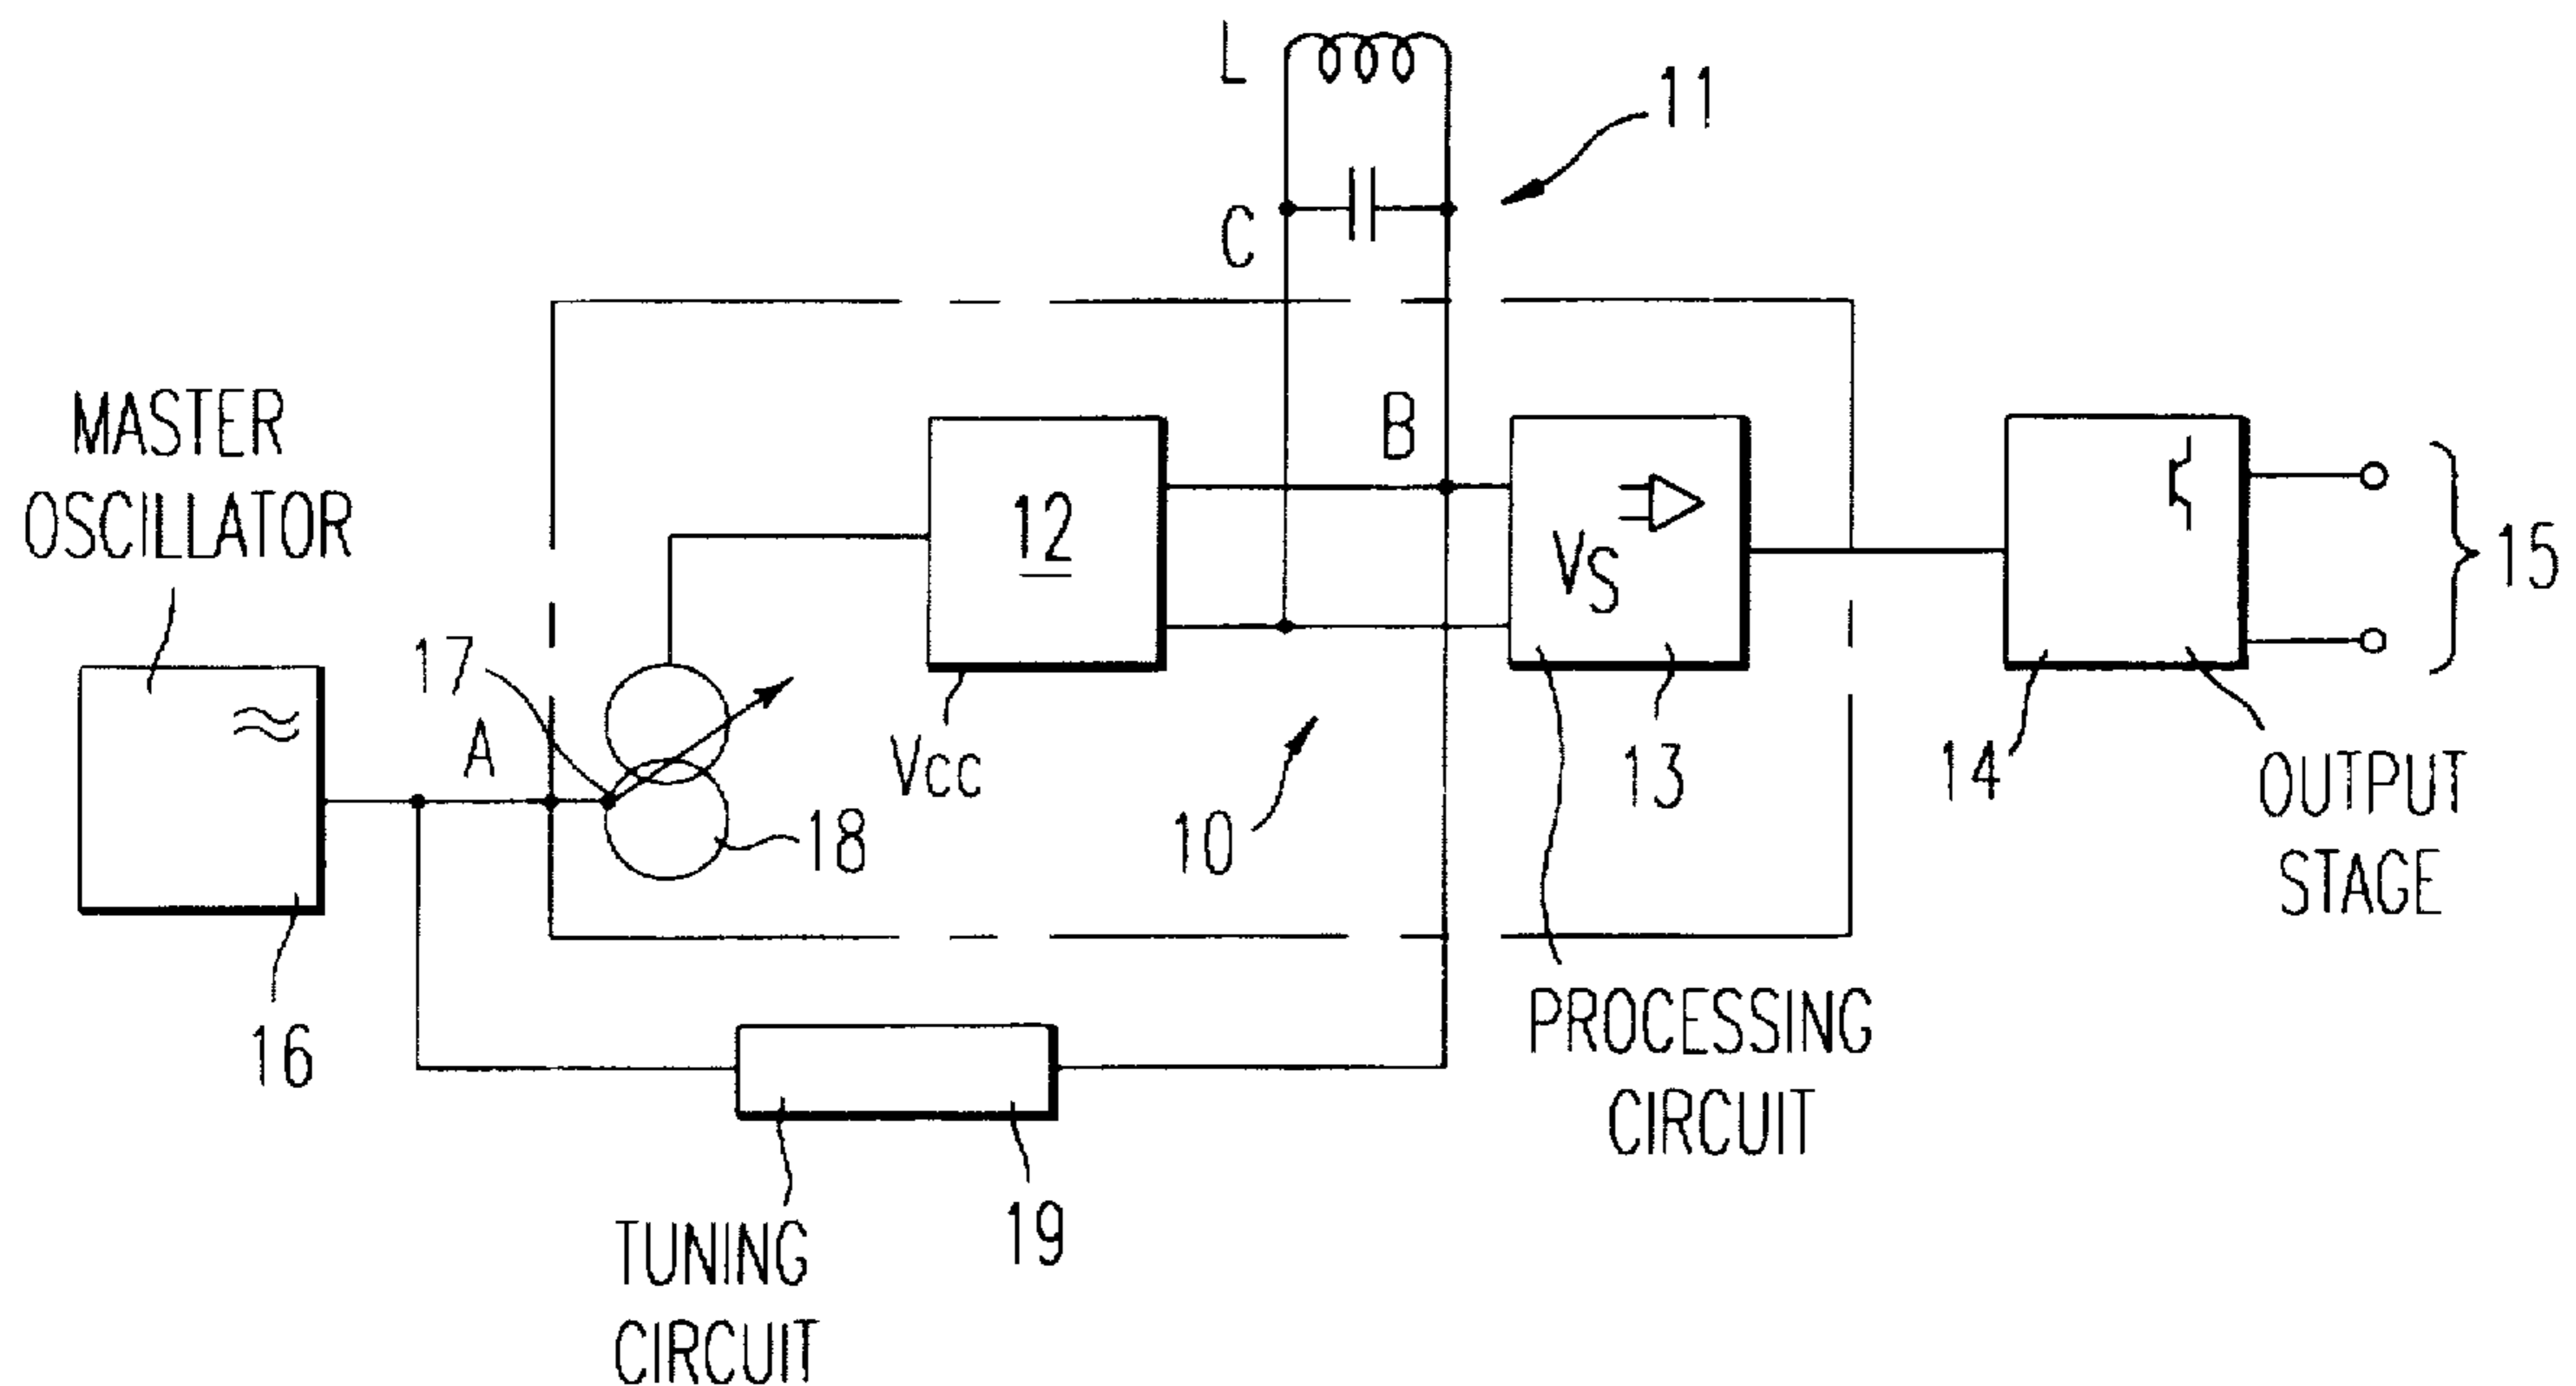 L
11
C
B
MASTER
OSCILLATOR
12
VS
15
17
A
Vcc
10
13
14
18
OUTPUT
STAGE
16
PROCESSING
CIRCUIT
19
TUNING
CIRCUIT